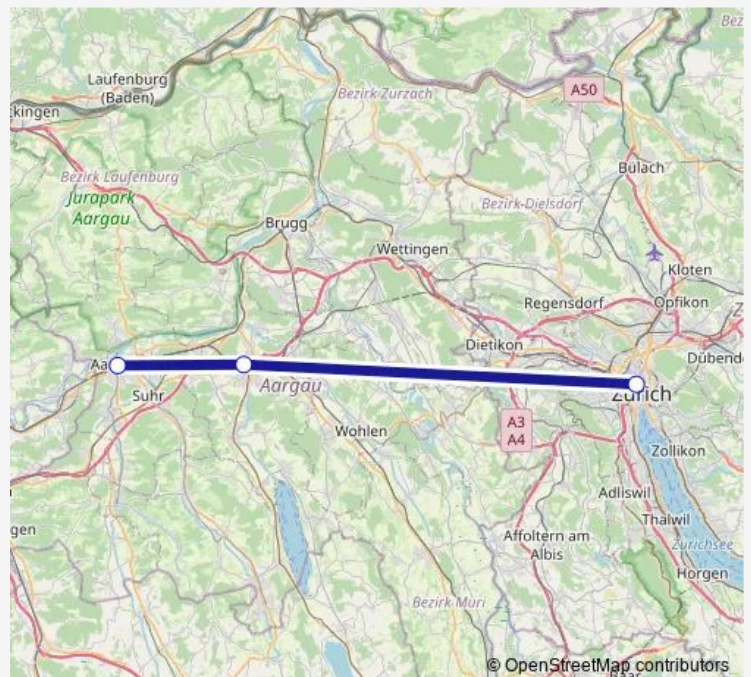 Laufenburg
(Baden)
Bezirk Zurzach
A50
Bez
ckingen
Bezirk Laufenburg
Jurapark
Aargau
Bülach
Bezirk-Dielsdorf
Brugg
Wettingen
Kloten
Regensdorf
Opfikon
Z
Dietikon
Dübend
Aa
Aargau
Suhr
Zürich
A3
A4
Wohlen
Zollikon
Adliswil
Thalwil
gen
Affoltern am
Albis
Zürichsee
Horgen
Bezirk Muri
© OpenStreetMap contributors
Baar